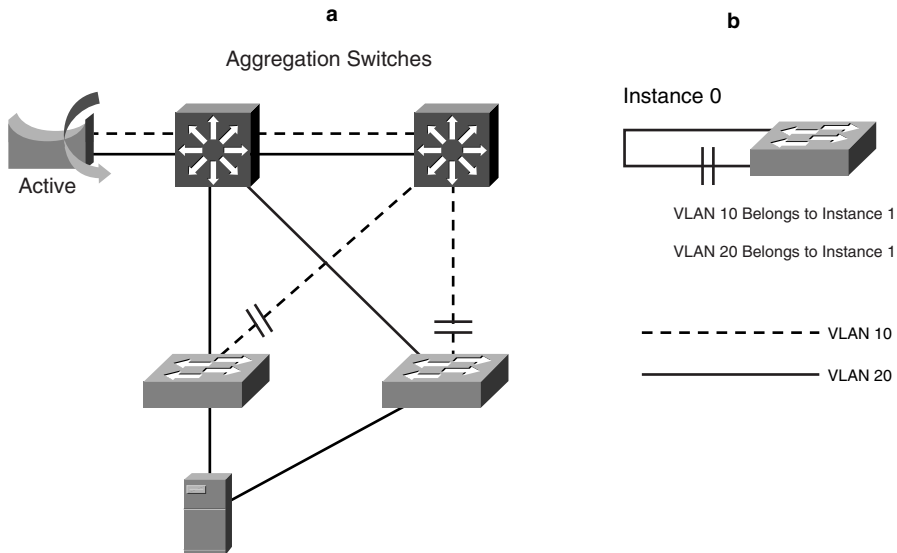 a
Aggregation Switches
Active
b
Instance 0
VLAN 10 Belongs to Instance 1
VLAN 20 Belongs to Instance 1
VLAN 10
VLAN 20